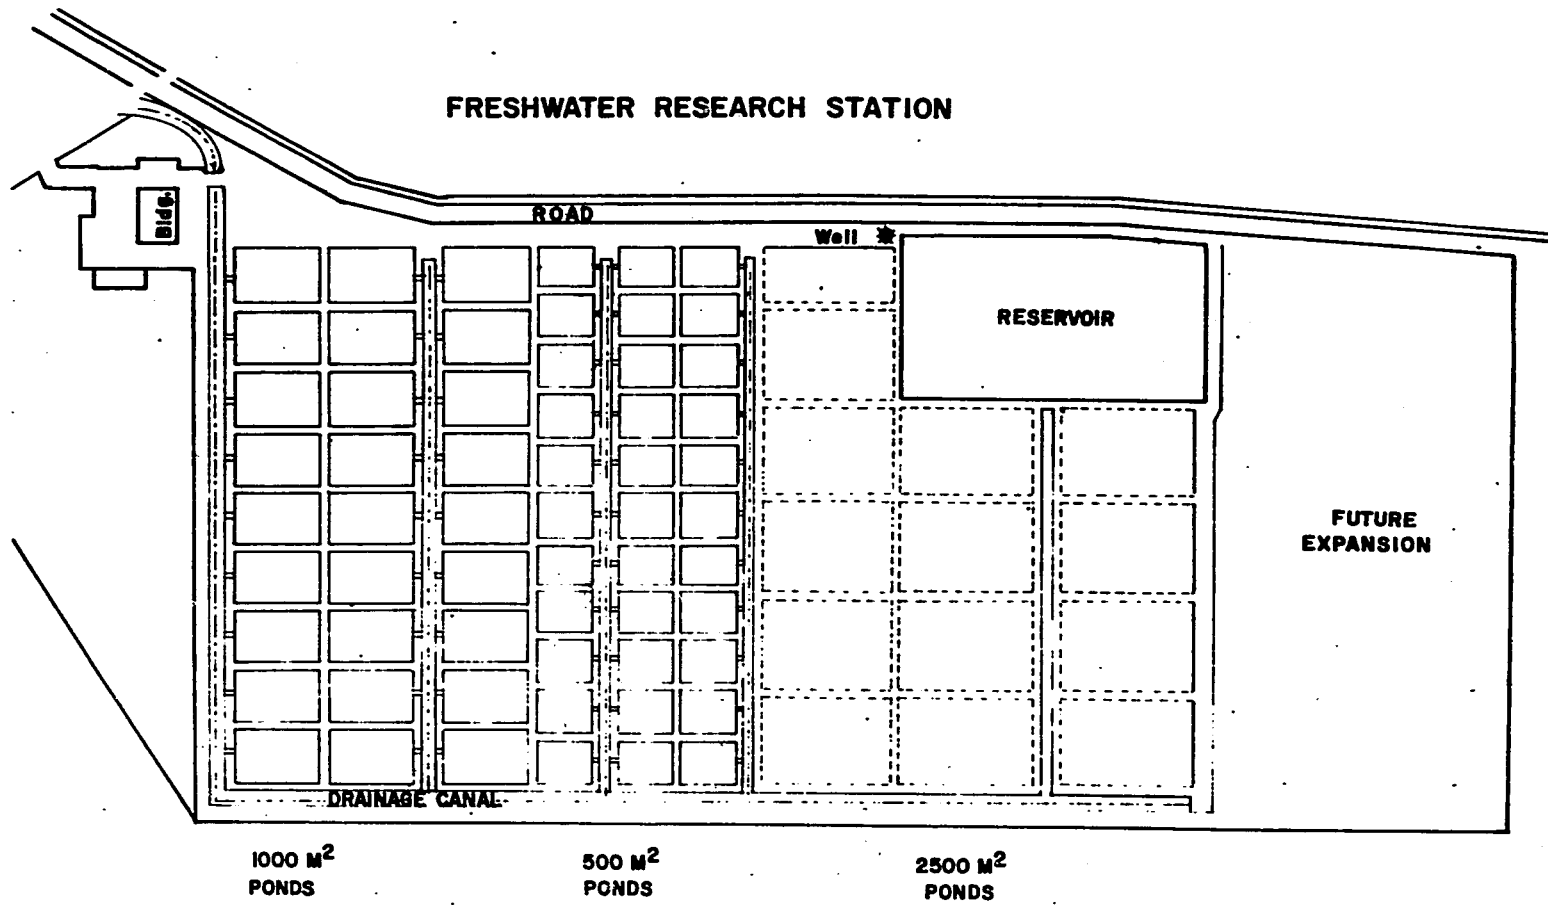 FRESHWATER RESEARCH STATION
Bldg.
ROAD
Well
RESERVOIR
FUTURE
EXPANSION
DRAINAGE CANAL
1000 M²
PONDS
500 M²
PONDS
2500 M²
PONDS